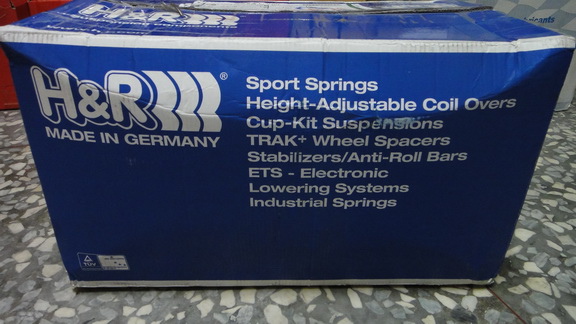 H&R®
MADE IN GERMANY
Sport Springs
Height-Adjustable Coil Overs
Cup-Kit Suspensions
TRAK+ Wheel Spacers
Stabilizers/Anti-Roll Bars
ETS - Electronic
Lowering Systems
Industrial Springs
TÜV